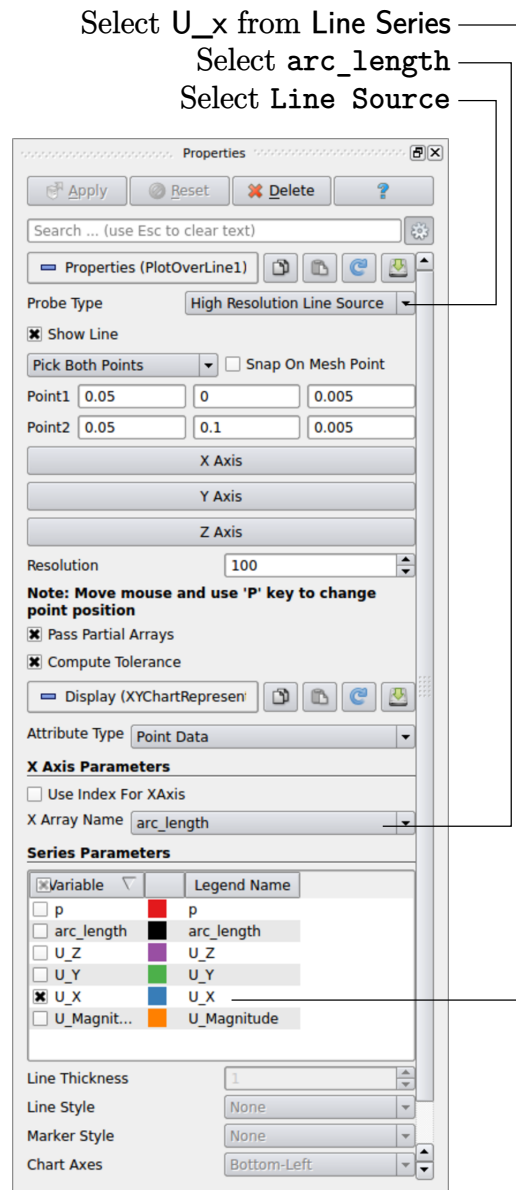 Select U_x from Line Series
Select arc_length
Select Line Source
Properties
Apply Reset Delete ?
Search ... (use Esc to clear text)
Properties (PlotOverLine1)
Probe Type High Resolution Line Source
Show Line
Pick Both Points Snap On Mesh Point
Point1 0.05 0 0.005
Point2 0.05 0.1 0.005
X Axis
Y Axis
Z Axis
Resolution 100
Note: Move mouse and use 'P' key to change
point position
Pass Partial Arrays
Compute Tolerance
Display (XYChartRepresen
Attribute Type Point Data
X Axis Parameters
Use Index For XAxis
X Array Name arc_length
Series Parameters
Variable Legend Name
p p
arc_length arc_length
U_Z U_Z
U_Y U_Y
U_X U_X
U_Magnit... U_Magnitude
Line Thickness 1
Line Style None
Marker Style None
Chart Axes Bottom-Left